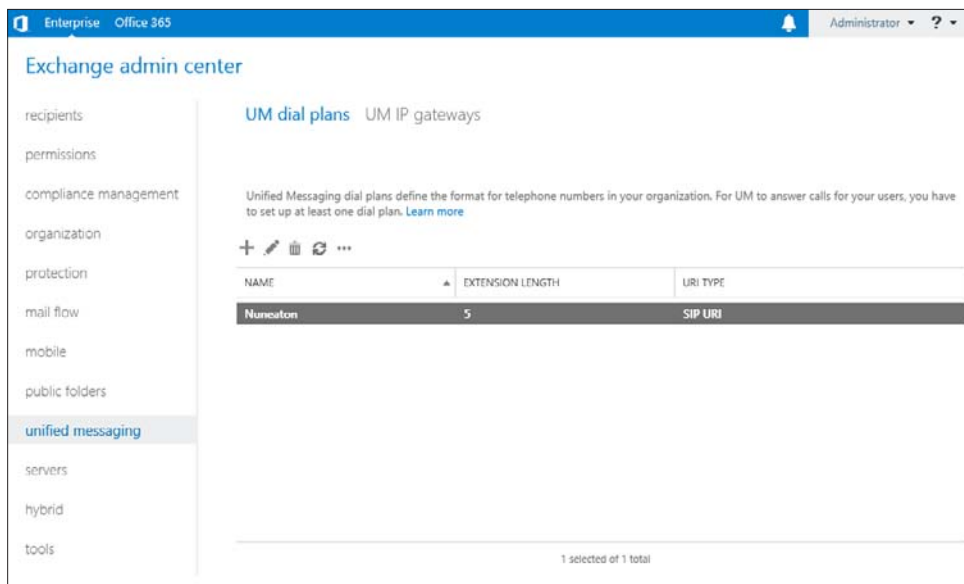 Enterprise Office 365
Administrator ?
Exchange admin center
recipients
permissions
compliance management
organization
protection
mail flow
mobile
public folders
unified messaging
servers
hybrid
tools
UM dial plans UM IP gateways
Unified Messaging dial plans define the format for telephone numbers in your organization. For UM to answer calls for your users, you have
to set up at least one dial plan. Learn more
NAME EXTENSION LENGTH URI TYPE
Nuneaton 5 SIP URI
1 selected of 1 total